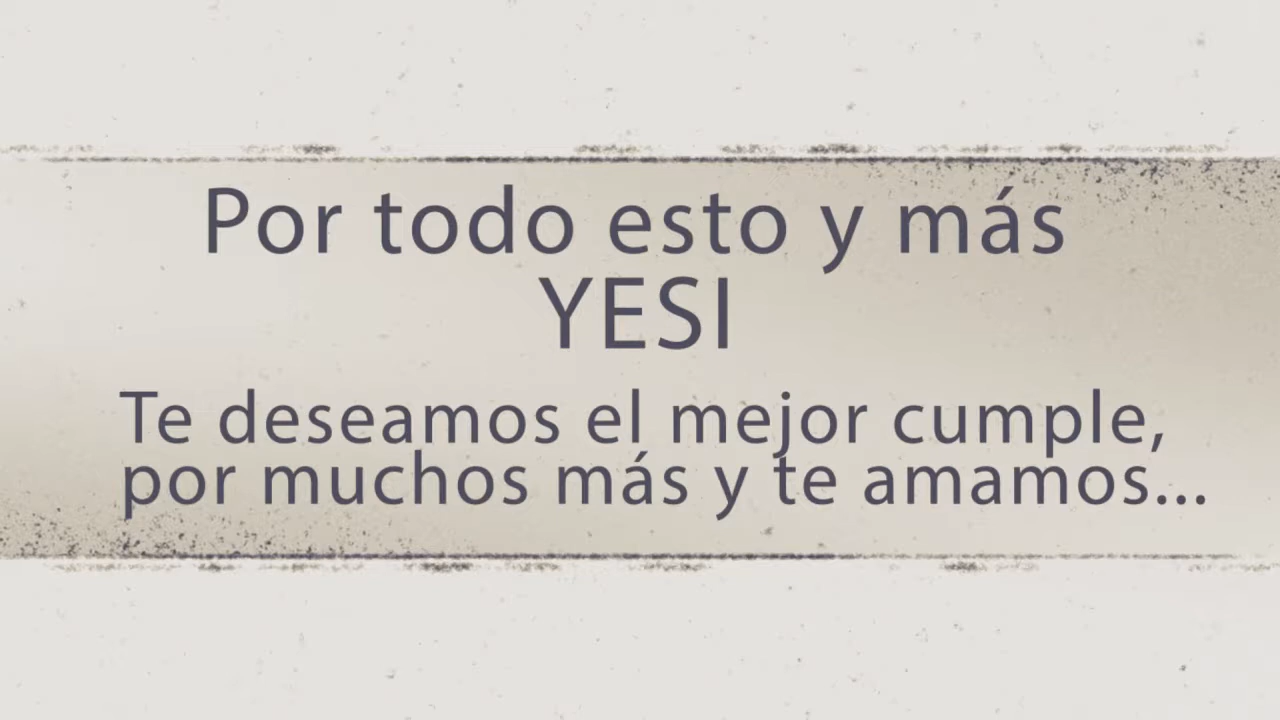 Por todo esto y más
YESI
Te deseamos el mejor cumple,
por muchos más y te amamos...